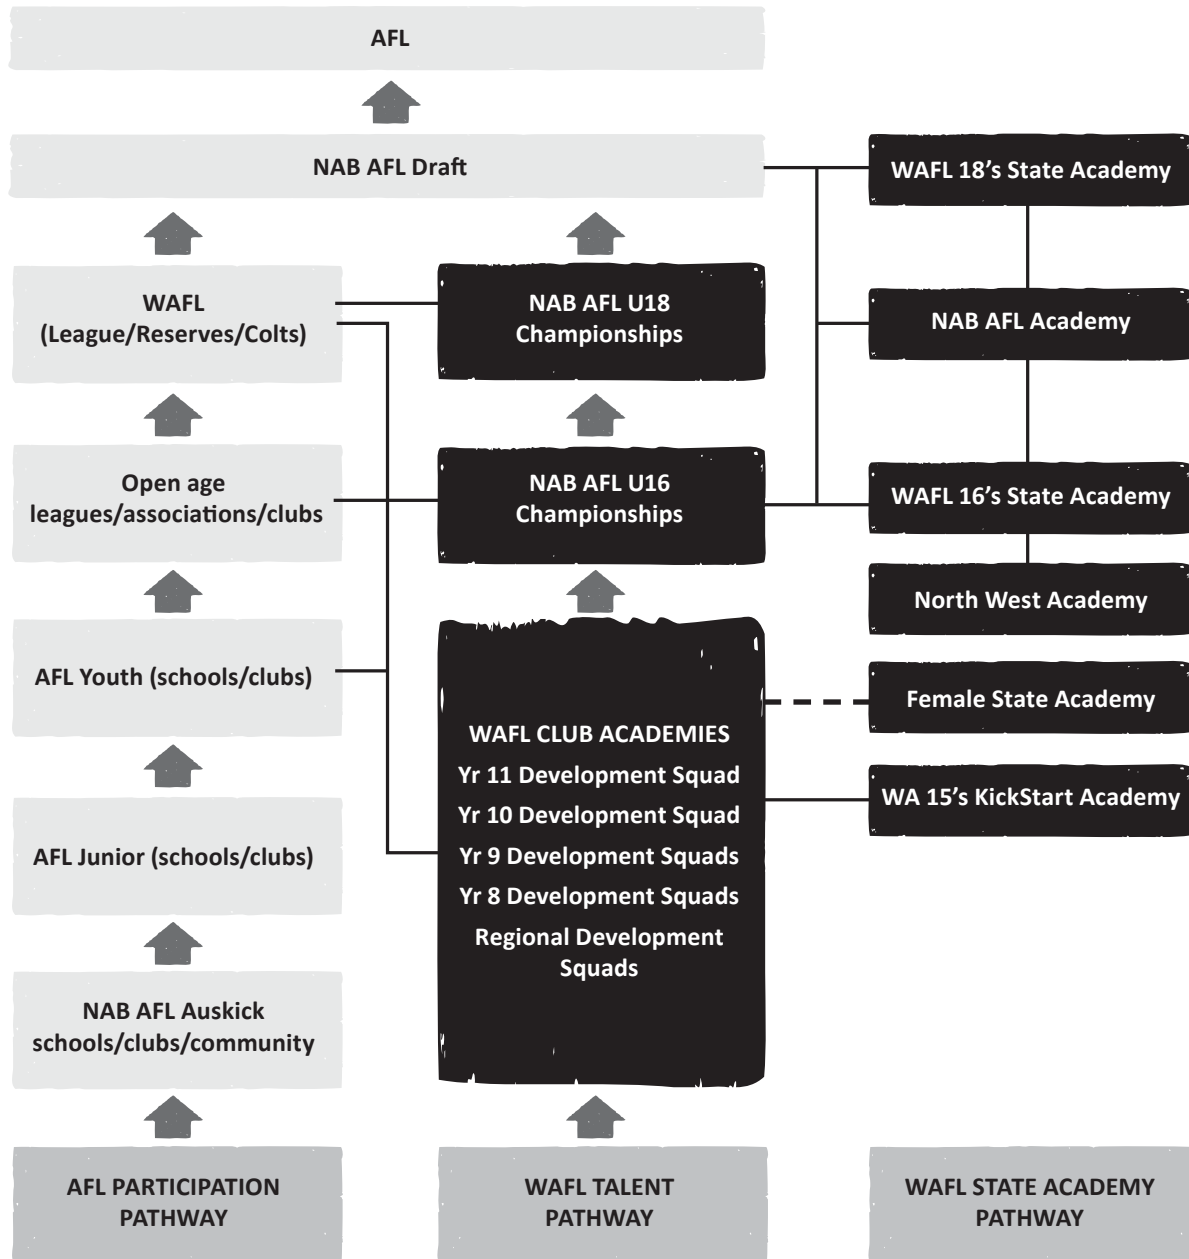 AFL
NAB AFL Draft
WAFL
(League/Reserves/Colts)
Open age
leagues/associations/clubs
AFL Youth (schools/clubs)
AFL Junior (schools/clubs)
NAB AFL Auskick
schools/clubs/community
AFL PARTICIPATION
PATHWAY
NAB AFL U18
Championships
NAB AFL U16
Championships
WAFL CLUB ACADEMIES
Yr 11 Development Squad
Yr 10 Development Squad
Yr 9 Development Squads
Yr 8 Development Squads
Regional Development
Squads
WAFL TALENT
PATHWAY
WAFL 18's State Academy
NAB AFL Academy
WAFL 16's State Academy
North West Academy
Female State Academy
WA 15's KickStart Academy
WAFL STATE ACADEMY
PATHWAY